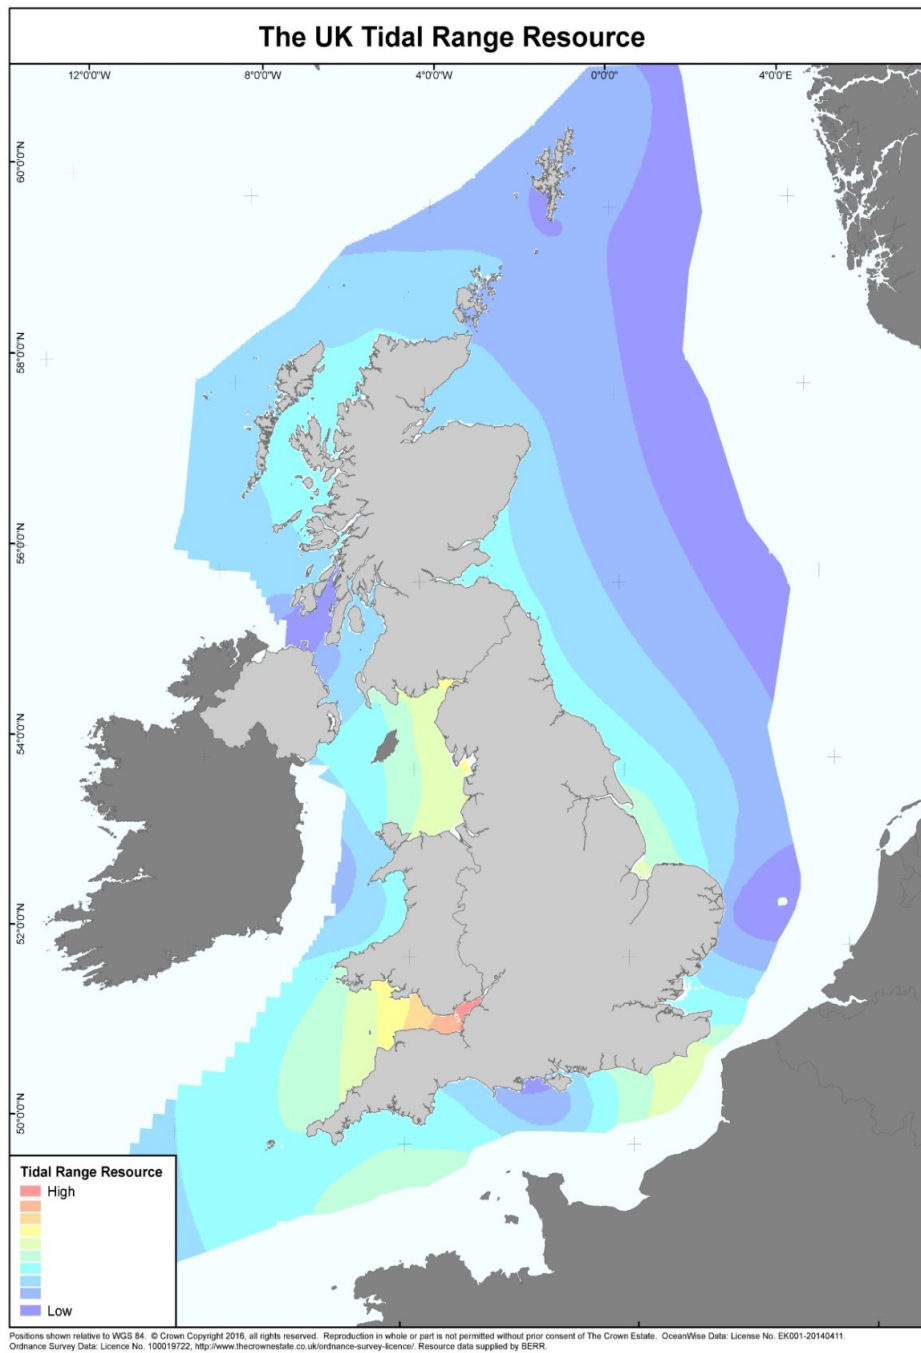 The UK Tidal Range Resource
12°0'0"W 8°0'0"W 4°0'0"W 0°0'0" 4°0'0"E
60°0'0"N
58°0'0"N
56°0'0"N
54°0'0"N
52°0'0"N
50°0'0"N
Tidal Range Resource
High
Low
Positions shown relative to WGS 84. © Crown Copyright 2016, all rights reserved. Reproduction in whole or part is not permitted without prior consent of The Crown Estate. OceanWise Data: License No. EK001-20140411.
Ordnance Survey Data: Licence No. 100019722, http://www.thecrownestate.co.uk/ordnance-survey-licence/. Resource data supplied by BERR.